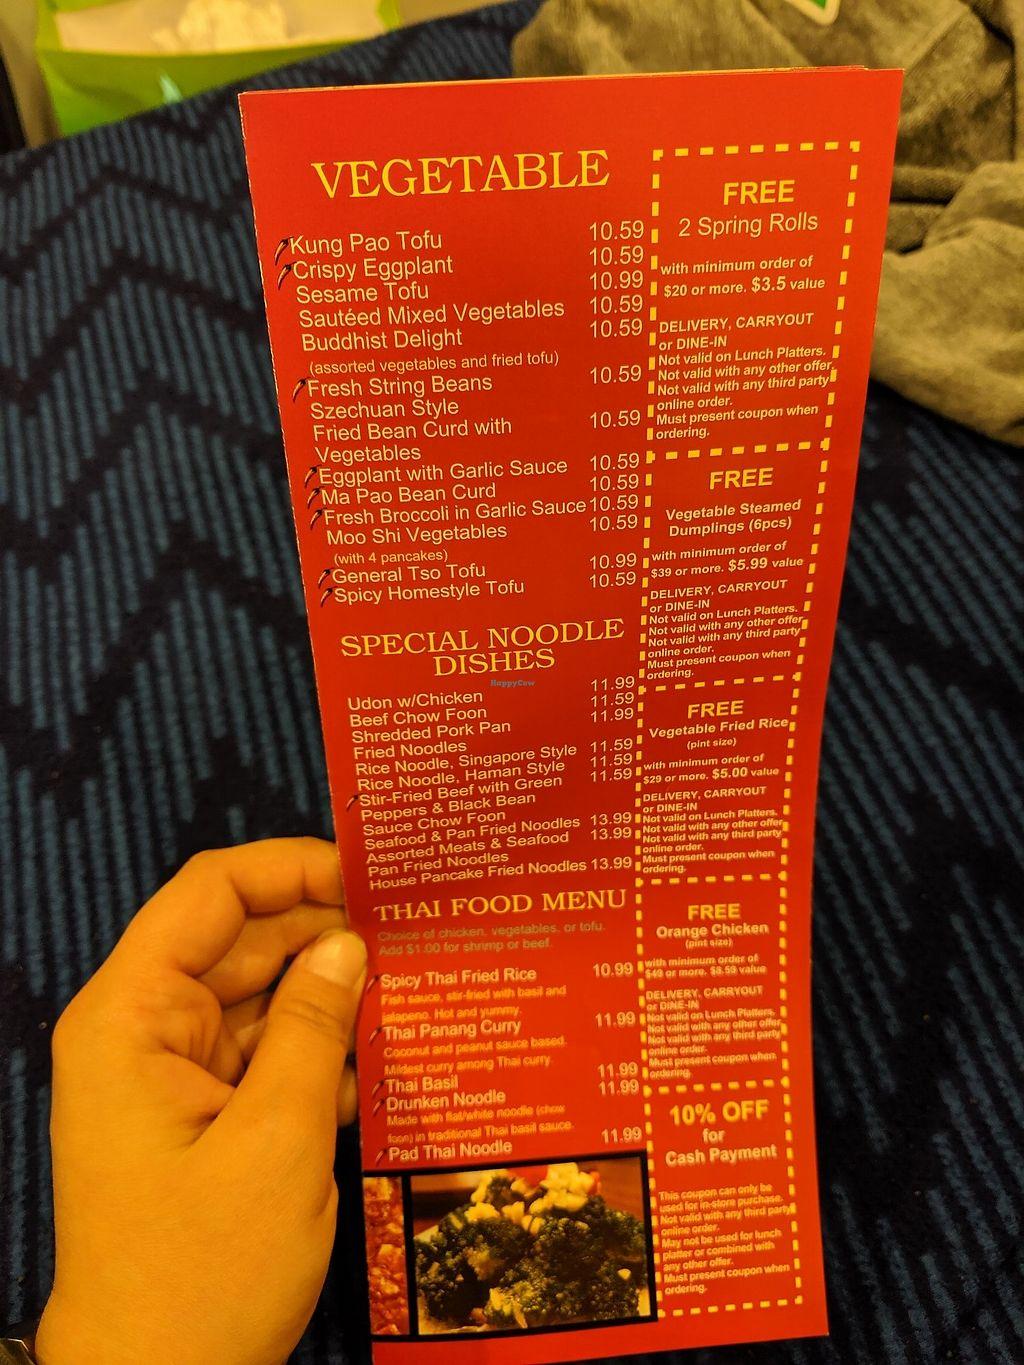 VEGETABLE
Kung Pao Tofu 10.59
Crispy Eggplant 10.59
Sesame Tofu 10.99
Sautéed Mixed Vegetables 10.59
Buddhist Delight 10.59
(assorted vegetables and fried tofu)
Fresh String Beans 10.59
Szechuan Style
Fried Bean Curd with 10.59
Vegetables
Eggplant with Garlic Sauce 10.59
Ma Pao Bean Curd 10.59
Fresh Broccoli in Garlic Sauce 10.59
Moo Shi Vegetables 10.59
(with 4 pancakes)
General Tso Tofu 10.99
Spicy Homestyle Tofu 10.59
SPECIAL NOODLE
DISHES
HappyCow
Udon w/Chicken 11.99
Beef Chow Foon 11.59
Shredded Pork Pan 11.99
Fried Noodles
Rice Noodle, Singapore Style 11.59
Rice Noodle, Haman Style 11.59
Stir-Fried Beef with Green 11.59
Peppers & Black Bean
Sauce Chow Foon
Seafood & Pan Fried Noodles 13.99
Assorted Meats & Seafood 13.99
Pan Fried Noodles
House Pancake Fried Noodles 13.99
THAI FOOD MENU
Choice of chicken, vegetables, or tofu.
Add $1.00 for shrimp or beef.
Spicy Thai Fried Rice 10.99
Fish sauce, stir-fried with basil and
jalapeno. Hot and yummy.
Thai Panang Curry 11.99
Coconut and peanut sauce based.
Mildest curry among Thai curry.
Thai Basil 11.99
Drunken Noodle 11.99
Made with flat/white noodle (chow
foon) in traditional Thai basil sauce.
Pad Thai Noodle 11.99
FREE
2 Spring Rolls
with minimum order of
$20 or more. $3.5 value
DELIVERY, CARRYOUT
or DINE-IN
Not valid on Lunch Platters.
Not valid with any other offer.
Not valid with any third party
online order.
Must present coupon when
ordering.
FREE
Vegetable Steamed
Dumplings (6pcs)
with minimum order of
$39 or more. $5.99 value
DELIVERY, CARRYOUT
or DINE-IN
Not valid on Lunch Platters.
Not valid with any other offer.
Not valid with any third party
online order.
Must present coupon when
ordering.
FREE
Vegetable Fried Rice
(pint size)
with minimum order of
$29 or more. $5.00 value
DELIVERY, CARRYOUT
or DINE-IN
Not valid on Lunch Platters.
Not valid with any other offer.
Not valid with any third party
online order.
Must present coupon when
ordering.
FREE
Orange Chicken
(pint size)
with minimum order of
$49 or more. $8.59 value
DELIVERY, CARRYOUT
or DINE-IN
Not valid on Lunch Platters.
Not valid with any other offer.
Not valid with any third party
online order.
Must present coupon when
ordering.
10% OFF
for
Cash Payment
This coupon can only be
used for in-store purchase.
Not valid with any third party
online order.
May not be used for lunch
platter or combined with
any other offer.
Must present coupon when
ordering.